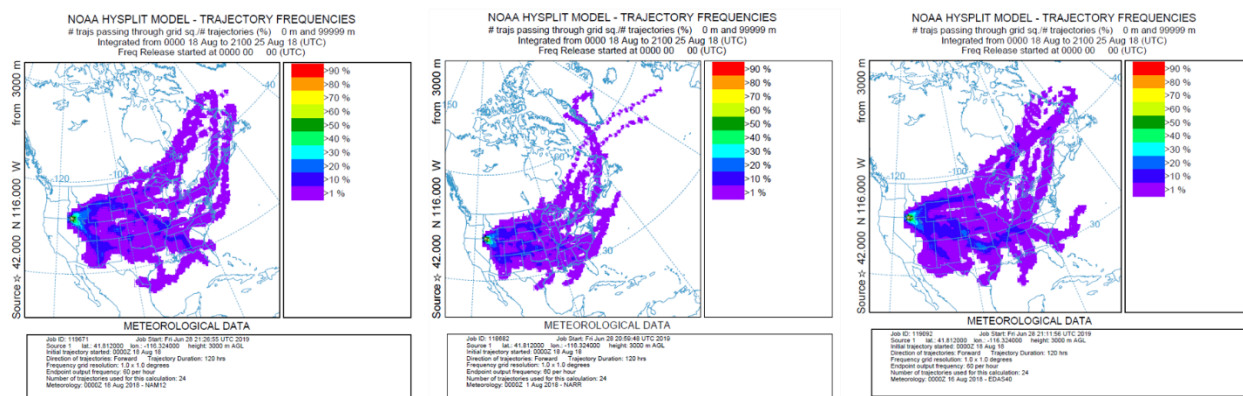 NOAA HYSPLIT MODEL - TRAJECTORY FREQUENCIES
# trajs passing through grid sq./# trajectories (%) 0 m and 99999 m
Integrated from 0000 18 Aug to 2100 25 Aug 18 (UTC)
Freq Release started at 0000 00 00 (UTC)
Source ☆ 42.000 N 116.000 W from 3000 m
-120
-100
-60
-40
30
>90 %
>80 %
>70 %
>60 %
>50 %
>40 %
>30 %
>20 %
>10 %
>1 %
METEOROLOGICAL DATA
Job ID: 119671 Job Start: Fri Jun 28 21:26:55 UTC 2019
Source 1 lat.: 41.812000 lon.: -116.324000 height: 3000 m AGL
Initial trajectory started: 0000Z 18 Aug 18
Direction of trajectories: Forward Trajectory Duration: 120 hrs
Frequency grid resolution: 1.0 x 1.0 degrees
Endpoint output frequency: 60 per hour
Number of trajectories used for this calculation: 24
Meteorology: 0000Z 16 Aug 2018 - NAM12
NOAA HYSPLIT MODEL - TRAJECTORY FREQUENCIES
# trajs passing through grid sq./# trajectories (%) 0 m and 99999 m
Integrated from 0000 18 Aug to 2100 25 Aug 18 (UTC)
Freq Release started at 0000 00 00 (UTC)
Source ☆ 42.000 N 116.000 W from 3000 m
>90 %
>80 %
>70 %
>60 %
>50 %
>40 %
>30 %
>20 %
>10 %
>1 %
METEOROLOGICAL DATA
Job ID: 119682 Job Start: Fri Jun 28 20:59:48 UTC 2019
Source 1 lat.: 41.812000 lon.: -116.324000 height: 3000 m AGL
Initial trajectory started: 0000Z 18 Aug 18
Direction of trajectories: Forward Trajectory Duration: 120 hrs
Frequency grid resolution: 1.0 x 1.0 degrees
Endpoint output frequency: 60 per hour
Number of trajectories used for this calculation: 24
Meteorology: 0000Z 1 Aug 2018 - NARR
NOAA HYSPLIT MODEL - TRAJECTORY FREQUENCIES
# trajs passing through grid sq./# trajectories (%) 0 m and 99999 m
Integrated from 0000 18 Aug to 2100 25 Aug 18 (UTC)
Freq Release started at 0000 00 00 (UTC)
Source ☆ 42.000 N 116.000 W from 3000 m
-120
-100
40
-30
>90 %
>80 %
>70 %
>60 %
>50 %
>40 %
>30 %
>20 %
>10 %
>1 %
METEOROLOGICAL DATA
Job ID: 119692 Job Start: Fri Jun 28 21:11:56 UTC 2019
Source 1 lat.: 41.812000 lon.: -116.324000 height: 3000 m AGL
Initial trajectory started: 0000Z 18 Aug 18
Direction of trajectories: Forward Trajectory Duration: 120 hrs
Frequency grid resolution: 1.0 x 1.0 degrees
Endpoint output frequency: 60 per hour
Number of trajectories used for this calculation: 24
Meteorology: 0000Z 16 Aug 2018 - EDAS40